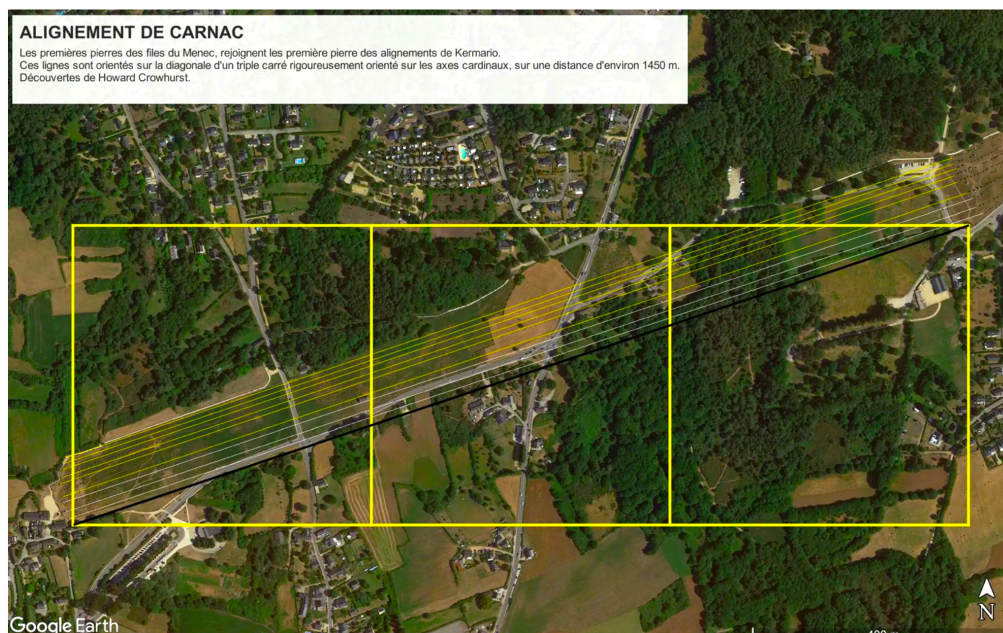 ALIGNEMENT DE CARNAC
Les premières pierres des files du Menec, rejoignent les première pierre des alignements de Kermario.
Ces lignes sont orientés sur la diagonale d'un triple carré rigoureusement orienté sur les axes cardinaux, sur une distance d'environ 1450 m.
Découvertes de Howard Crowhurst.
N
Google Earth